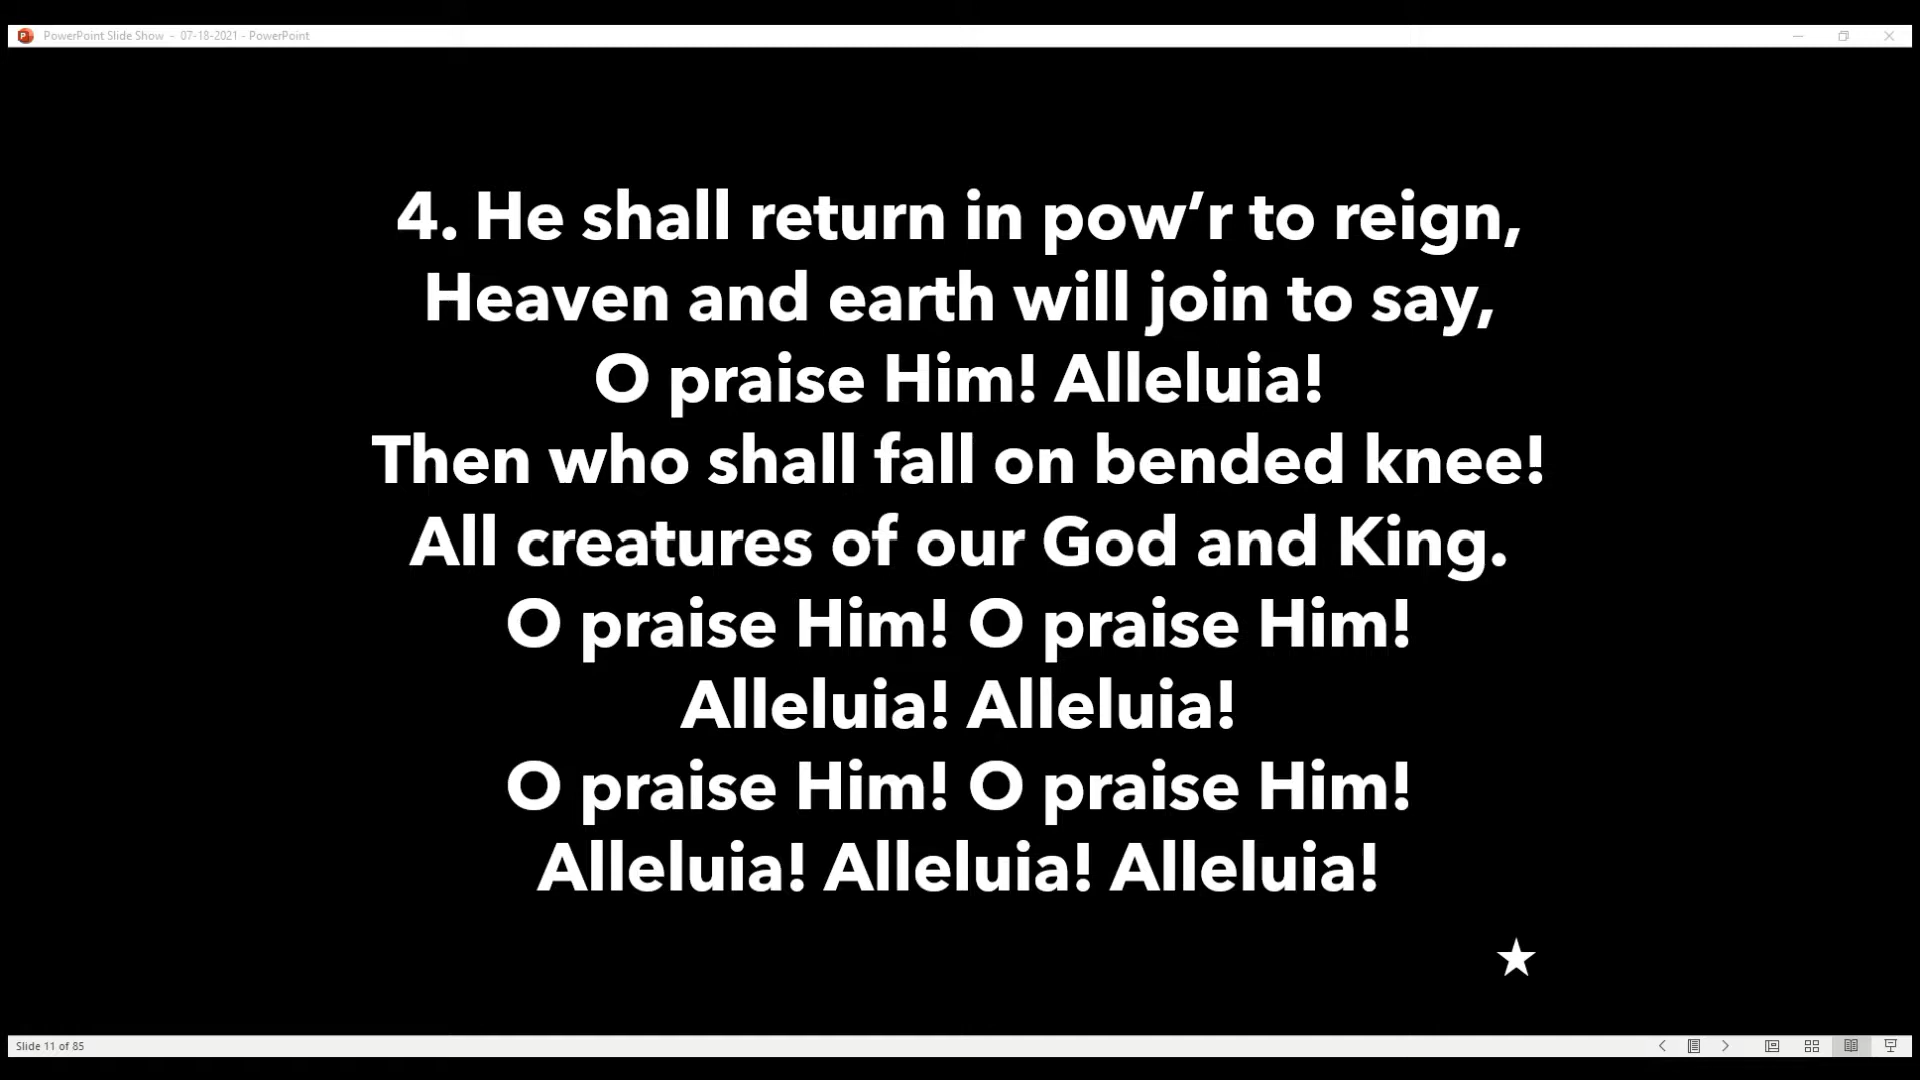 PowerPoint Slide Show - 07-18-2021 - PowerPoint
4. He shall return in pow’r to reign,
Heaven and earth will join to say,
O praise Him! Alleluia!
Then who shall fall on bended knee!
All creatures of our God and King.
O praise Him! O praise Him!
Alleluia! Alleluia!
O praise Him! O praise Him!
Alleluia! Alleluia! Alleluia!
Slide 11 of 85